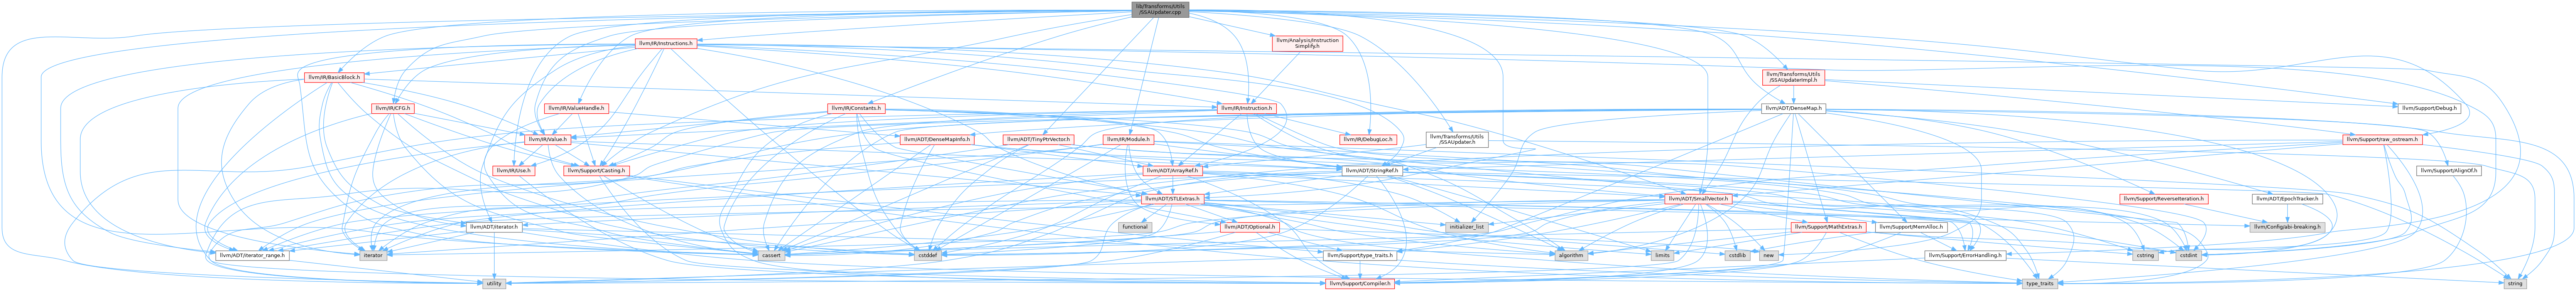 lib/Transforms/Utils
/SSAUpdater.cpp
llvm/IR/Instructions.h
llvm/Analysis/Instruction
Simplify.h
llvm/IR/BasicBlock.h
llvm/Transforms/Utils
/SSAUpdaterImpl.h
llvm/IR/CFG.h
llvm/IR/ValueHandle.h
llvm/IR/Constants.h
llvm/IR/Instruction.h
llvm/ADT/DenseMap.h
llvm/Support/Debug.h
llvm/IR/Value.h
llvm/ADT/DenseMapInfo.h
llvm/ADT/TinyPtrVector.h
llvm/IR/Module.h
llvm/IR/DebugLoc.h
llvm/Transforms/Utils
/SSAUpdater.h
llvm/Support/raw_ostream.h
llvm/IR/Use.h
llvm/Support/Casting.h
llvm/ADT/ArrayRef.h
llvm/ADT/StringRef.h
llvm/Support/AlignOf.h
llvm/ADT/STLExtras.h
llvm/ADT/SmallVector.h
llvm/Support/ReverseIteration.h
llvm/ADT/EpochTracker.h
llvm/ADT/iterator.h
functional
llvm/ADT/Optional.h
initializer_list
llvm/Support/MathExtras.h
llvm/Support/MemAlloc.h
llvm/Config/abi-breaking.h
llvm/ADT/iterator_range.h
iterator
cassert
cstddef
llvm/Support/type_traits.h
algorithm
limits
cstdlib
new
llvm/Support/ErrorHandling.h
cstring
cstdint
utility
llvm/Support/Compiler.h
type_traits
string